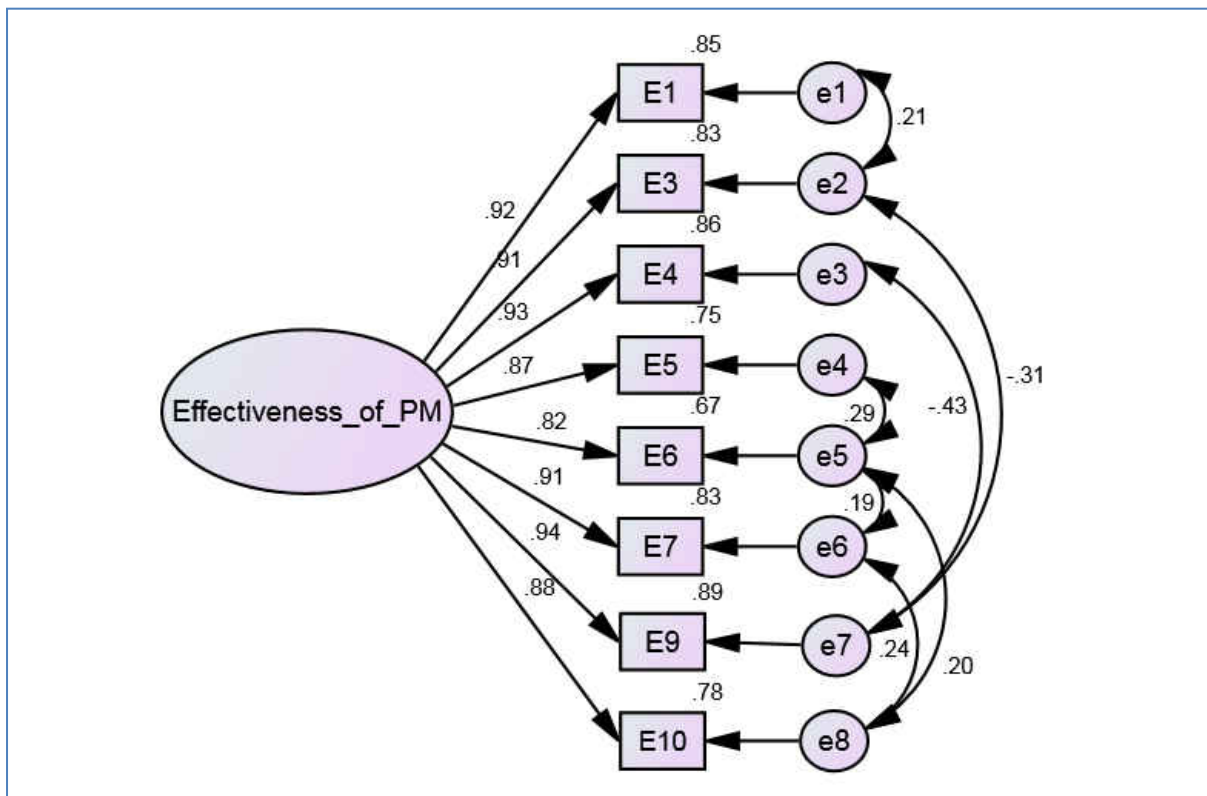 .85
E1
e1
.21
.83
E3
e2
.92
.86
.91
E4
e3
.93
.75
.87
E5
e4
-.31
.67
.29
-.43
Effectiveness_of_PM
.82
E6
e5
.91
.83
.19
.94
E7
e6
.88
.89
E9
e7
.24
.20
.78
E10
e8